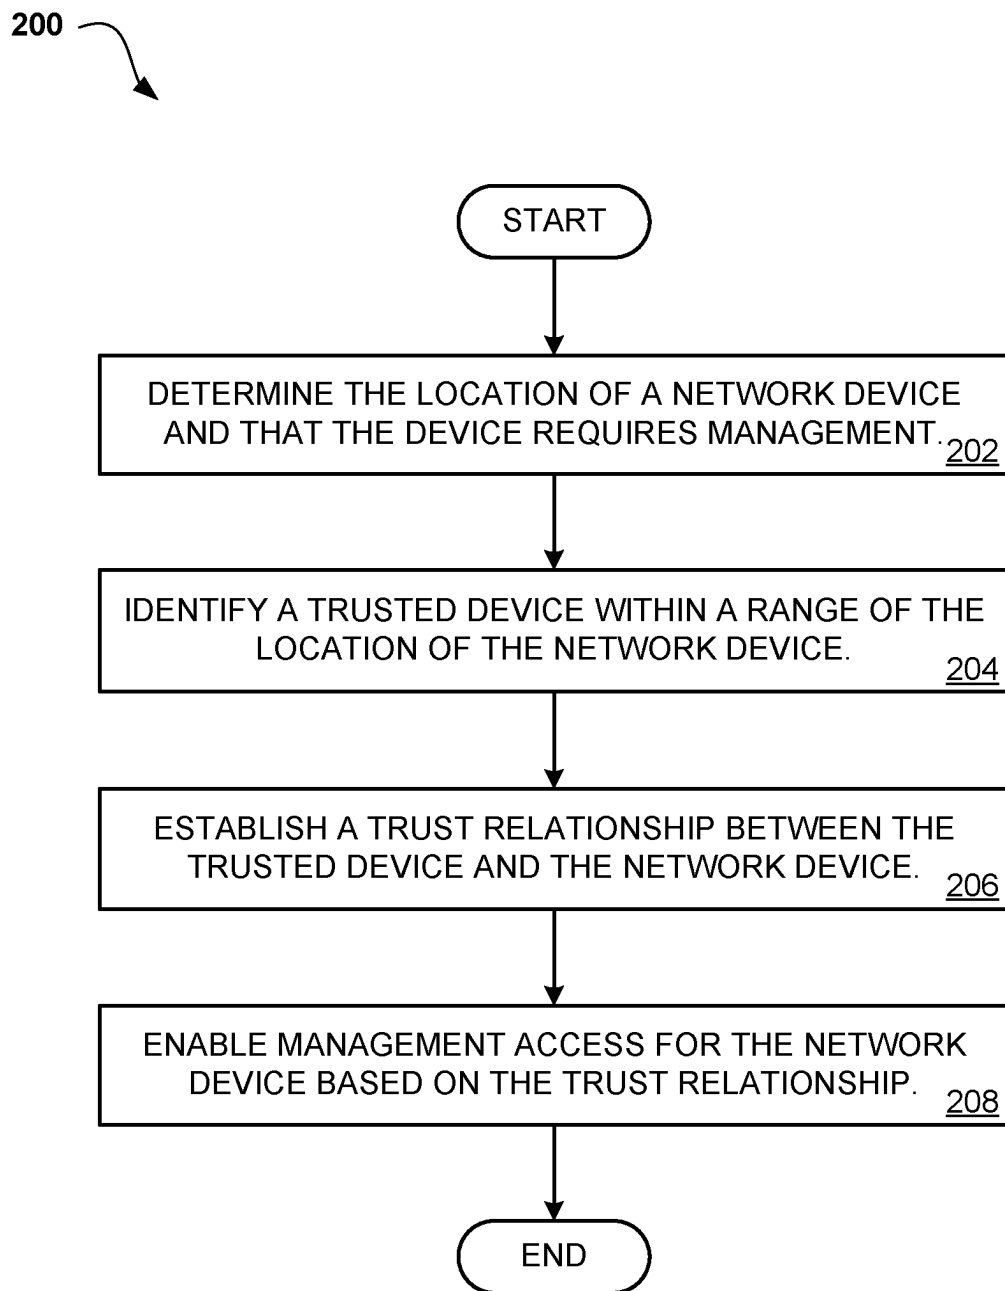 200
START
DETERMINE THE LOCATION OF A NETWORK DEVICE
AND THAT THE DEVICE REQUIRES MANAGEMENT.
202
IDENTIFY A TRUSTED DEVICE WITHIN A RANGE OF THE
LOCATION OF THE NETWORK DEVICE.
204
ESTABLISH A TRUST RELATIONSHIP BETWEEN THE
TRUSTED DEVICE AND THE NETWORK DEVICE.
206
ENABLE MANAGEMENT ACCESS FOR THE NETWORK
DEVICE BASED ON THE TRUST RELATIONSHIP.
208
END